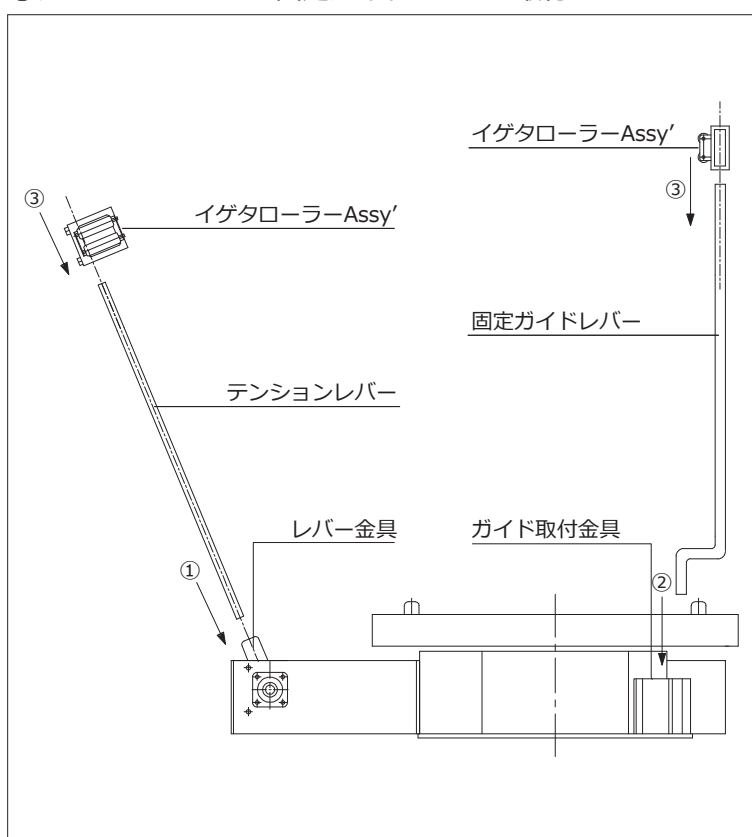 イゲタローラーAssy′
③
③
イゲタローラーAssy′
固定ガイドレバー
テンションレバー
レバー金具
ガイド取付金具
①
②